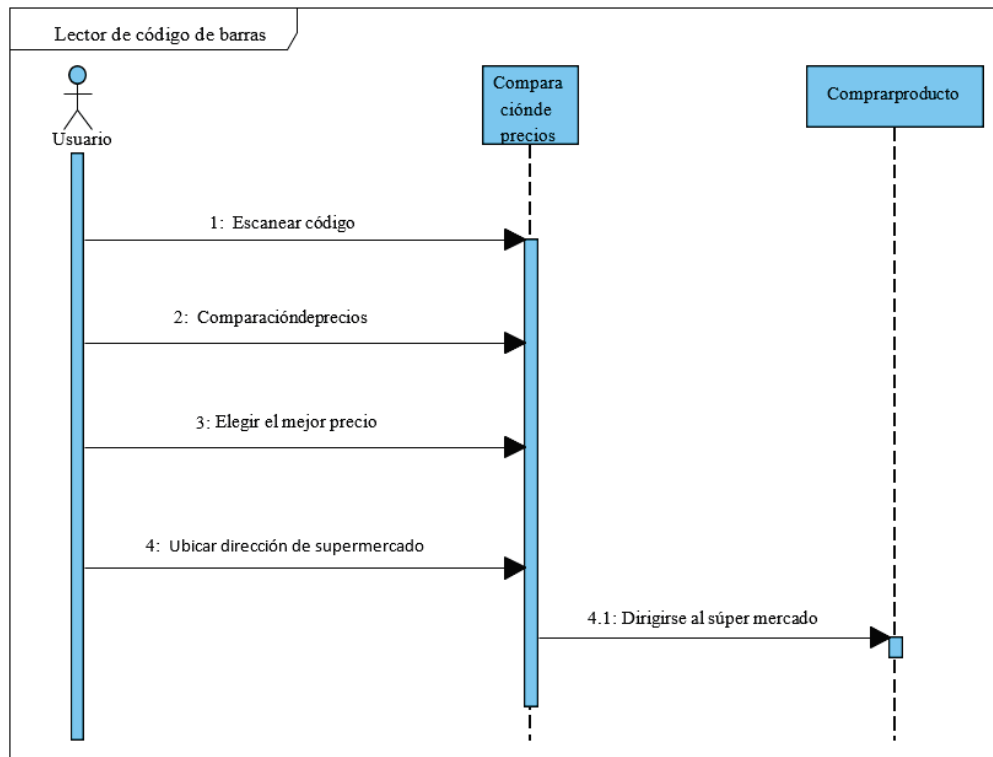 Lector de código de barras
Usuario
Compara
ciónde
precios
Comprarproducto
1: Escanear código
2: Comparacióndeprecios
3: Elegir el mejor precio
4: Ubicar dirección de supermercado
4.1: Dirigirse al súper mercado